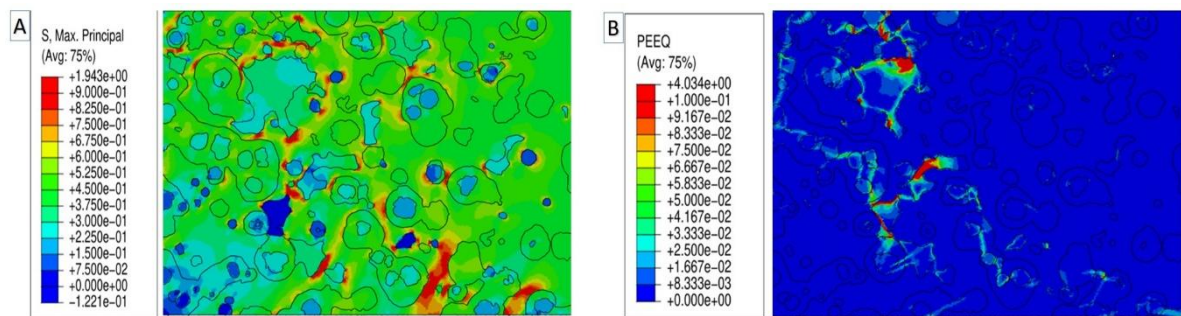 A
S, Max. Principal
(Avg: 75%)
+1.943e+00
+9.000e-01
+8.250e-01
+7.500e-01
+6.750e-01
+6.000e-01
+5.250e-01
+4.500e-01
+3.750e-01
+3.000e-01
+2.250e-01
+1.500e-01
+7.500e-02
+0.000e+00
-1.221e-01
B
PEEQ
(Avg: 75%)
+4.034e+00
+1.000e-01
+9.167e-02
+8.333e-02
+7.500e-02
+6.667e-02
+5.833e-02
+5.000e-02
+4.167e-02
+3.333e-02
+2.500e-02
+1.667e-02
+8.333e-03
+0.000e+00